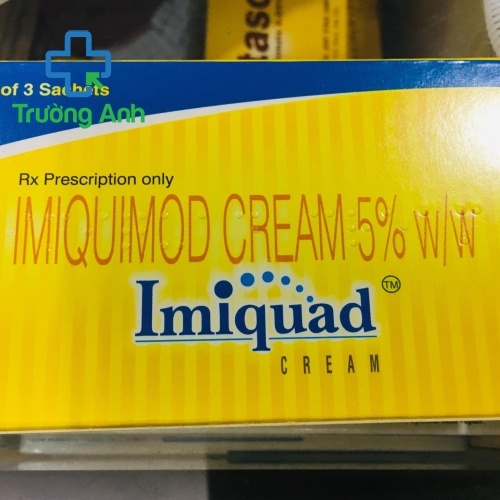 of 3 Sachets
Trường Anh
Rx Prescription only
IMIQUIMOD CREAM 5% w/w
Imiquad™
CREAM